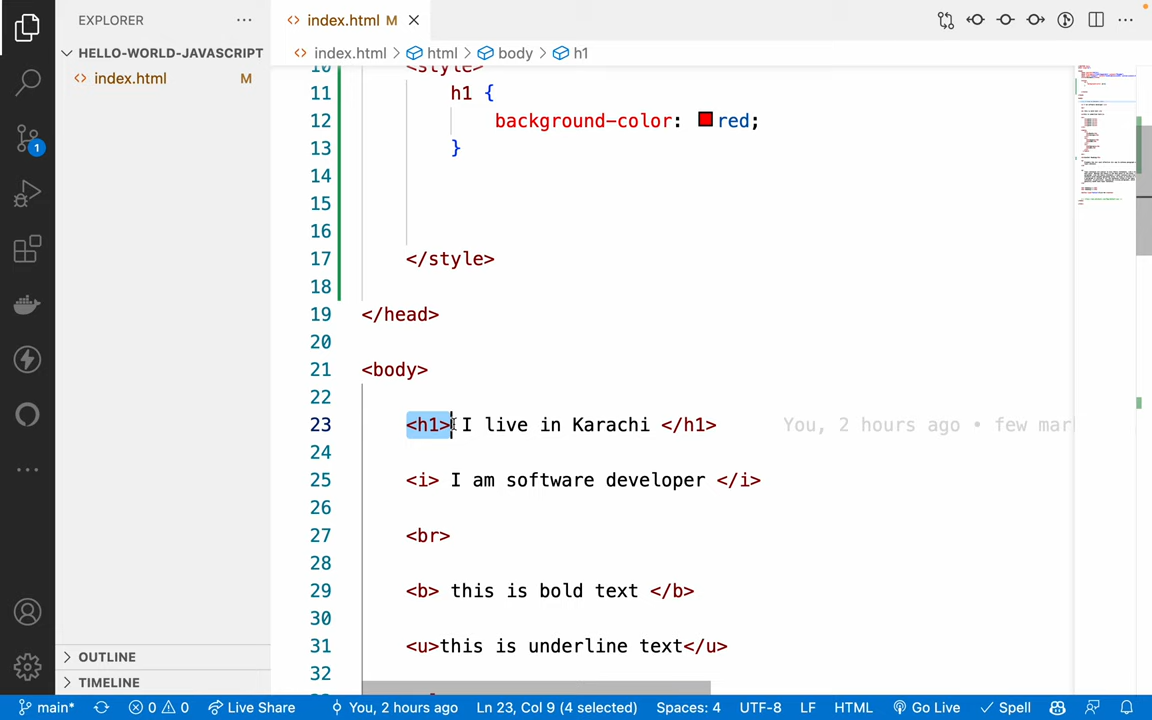 EXPLORER
index.html M
HELLO-WORLD-JAVASCRIPT
index.html > html > body > h1
index.html M
10 <style>
11 h1 {
12 background-color: red;
13 }
14
15
16
17 </style>
18
19 </head>
20
21 <body>
22
23 <h1> I live in Karachi </h1> You, 2 hours ago • few mar
24
25 <i> I am software developer </i>
26
27 <br>
28
29 <b> this is bold text </b>
30
31 <u>this is underline text</u>
32
1
OUTLINE
TIMELINE
main* 0 0 Live Share You, 2 hours ago Ln 23, Col 9 (4 selected) Spaces: 4 UTF-8 LF HTML Go Live Spell